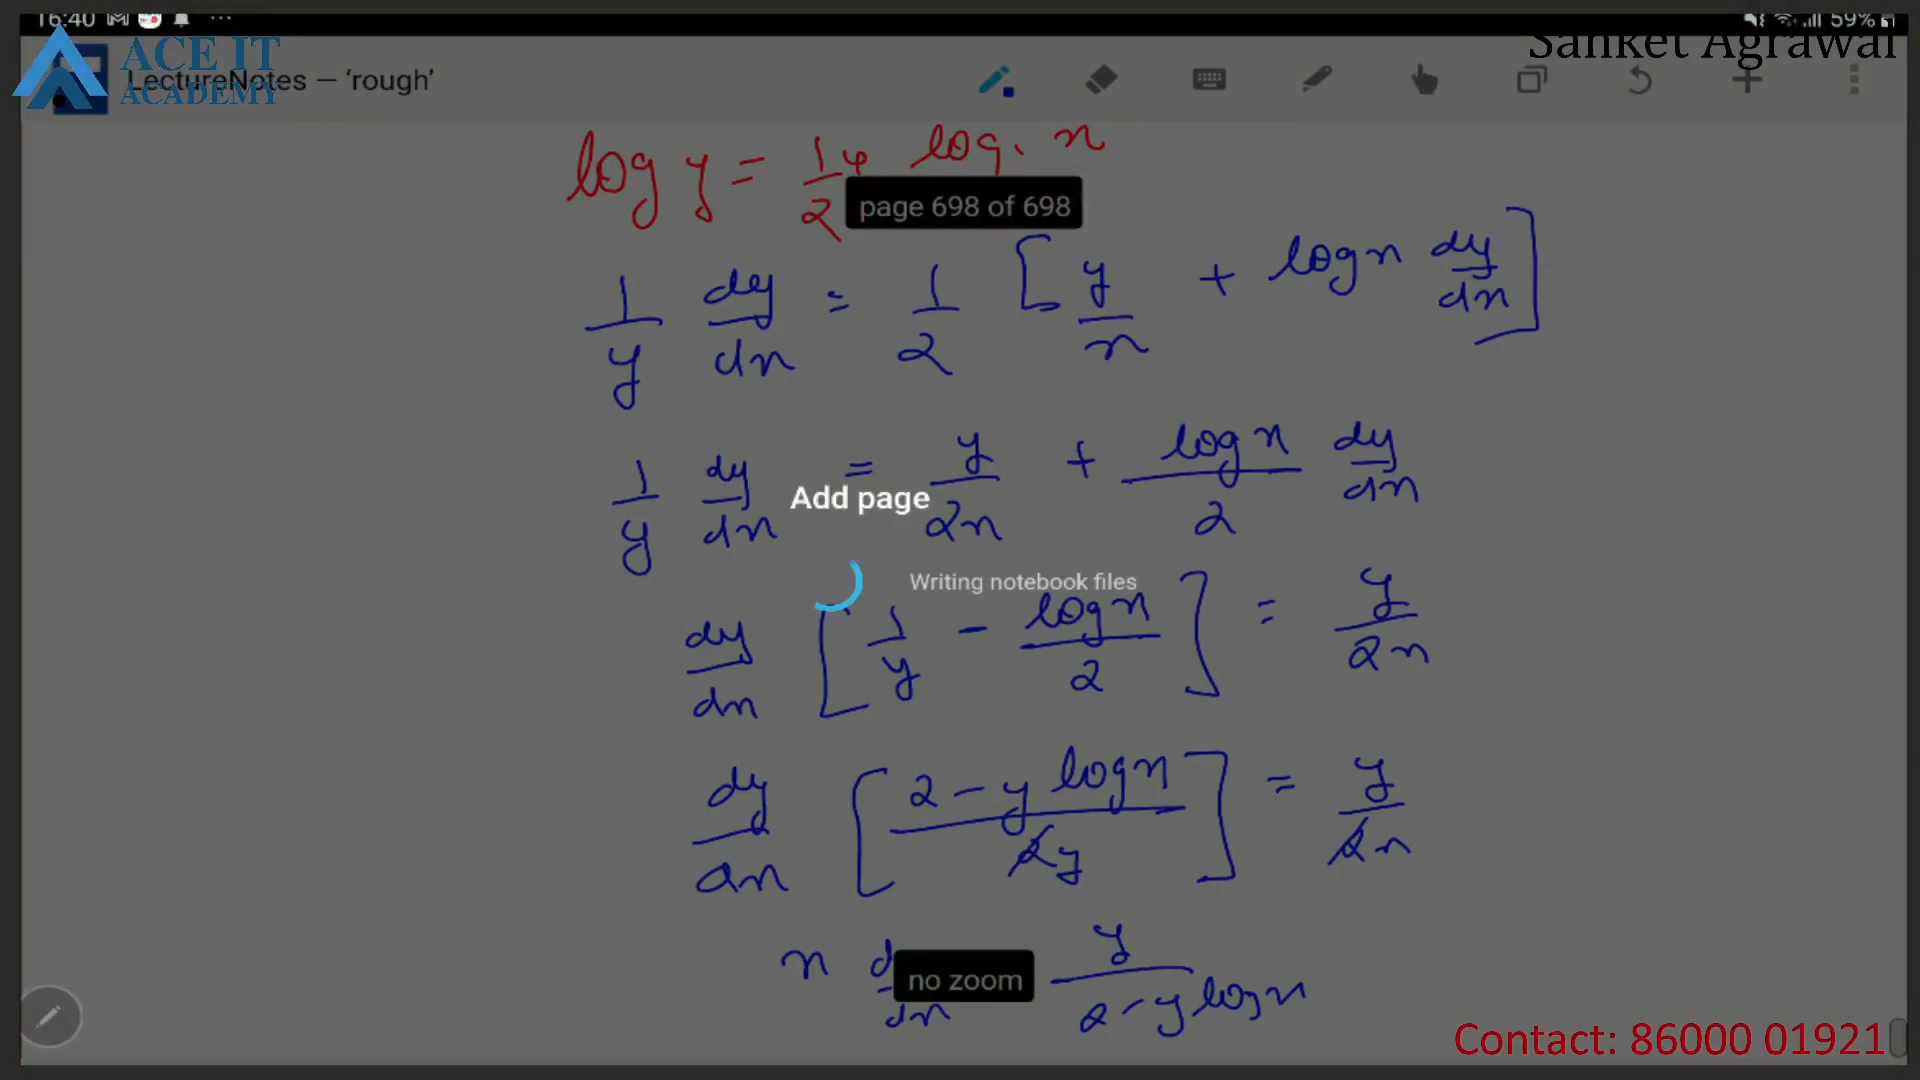 16:40
59%
ACE IT
ACADEMY
LectureNotes — ‘rough’
Sanket Agrawal
log y = 1/2 y log x
page 698 of 698
1/y dy/dx = 1/2 [ y/x + log x dy/dx ]
1/y dy/dx = y/2x + log x/2 dy/dx
Add page
Writing notebook files
dy/dx [ 1/y - log x/2 ] = y/2x
dy/dx [ 2 - y log x / 2y ] = y/2x
x dy/dx y / 2 - y log x
no zoom
Contact: 86000 01921